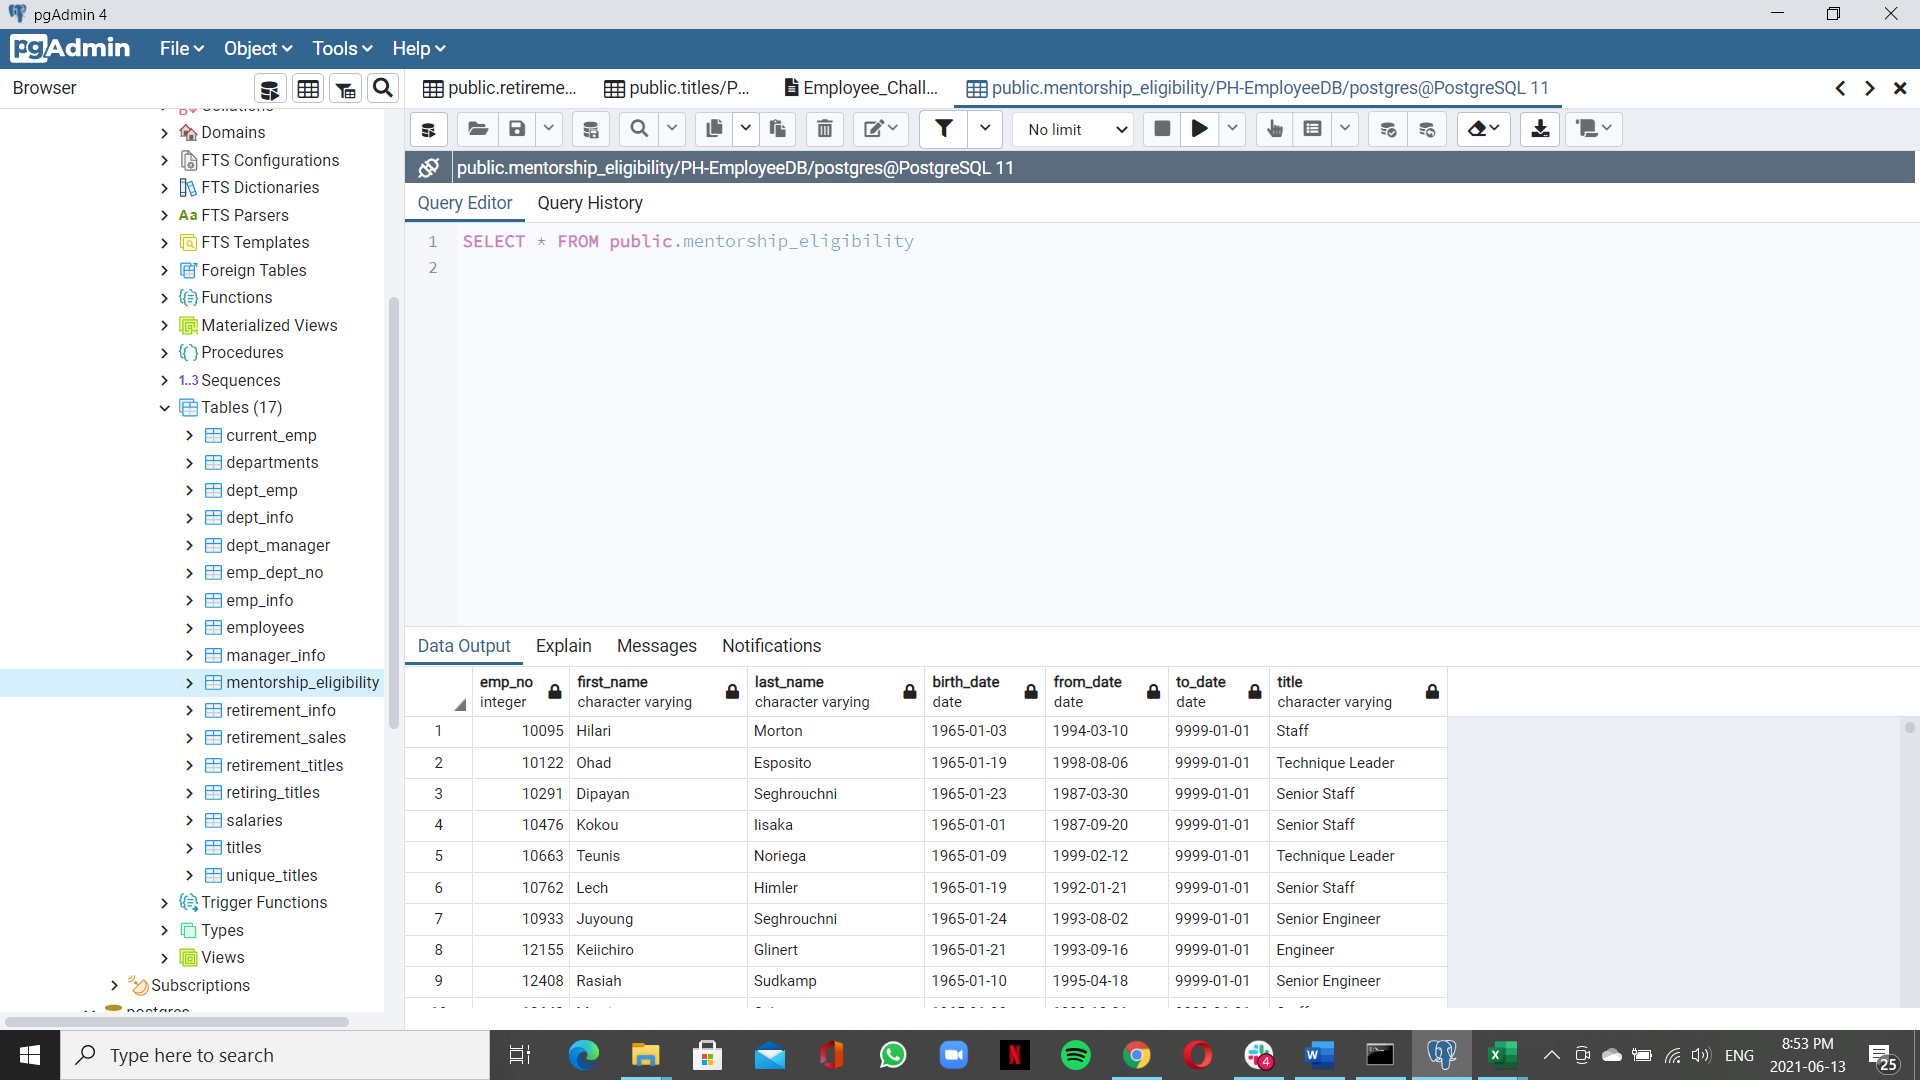 pgAdmin 4
pgAdmin File Object Tools Help
Browser
public.retireme... public.titles/P... Employee_Chall... public.mentorship_eligibility/PH-EmployeeDB/postgres@PostgreSQL 11
No limit
public.mentorship_eligibility/PH-EmployeeDB/postgres@PostgreSQL 11
Query Editor Query History
1 SELECT * FROM public.mentorship_eligibility
2
Domains
FTS Configurations
FTS Dictionaries
Aa FTS Parsers
FTS Templates
Foreign Tables
Functions
Materialized Views
Procedures
1..3 Sequences
Tables (17)
current_emp
departments
dept_emp
dept_info
dept_manager
emp_dept_no
emp_info
employees
manager_info
mentorship_eligibility
retirement_info
retirement_sales
retirement_titles
retiring_titles
salaries
titles
unique_titles
Trigger Functions
Types
Views
Subscriptions
postgres
Data Output Explain Messages Notifications
emp_no first_name last_name birth_date from_date to_date title
integer character varying character varying date date date character varying
1 10095 Hilari Morton 1965-01-03 1994-03-10 9999-01-01 Staff
2 10122 Ohad Esposito 1965-01-19 1998-08-06 9999-01-01 Technique Leader
3 10291 Dipayan Seghrouchni 1965-01-23 1987-03-30 9999-01-01 Senior Staff
4 10476 Kokou Iisaka 1965-01-01 1987-09-20 9999-01-01 Senior Staff
5 10663 Teunis Noriega 1965-01-09 1999-02-12 9999-01-01 Technique Leader
6 10762 Lech Himler 1965-01-19 1992-01-21 9999-01-01 Senior Staff
7 10933 Juyoung Seghrouchni 1965-01-24 1993-08-02 9999-01-01 Senior Engineer
8 12155 Keiichiro Glinert 1965-01-21 1993-09-16 9999-01-01 Engineer
9 12408 Rasiah Sudkamp 1965-01-10 1995-04-18 9999-01-01 Senior Engineer
Type here to search
ENG
8:53 PM
2021-06-13
25
4